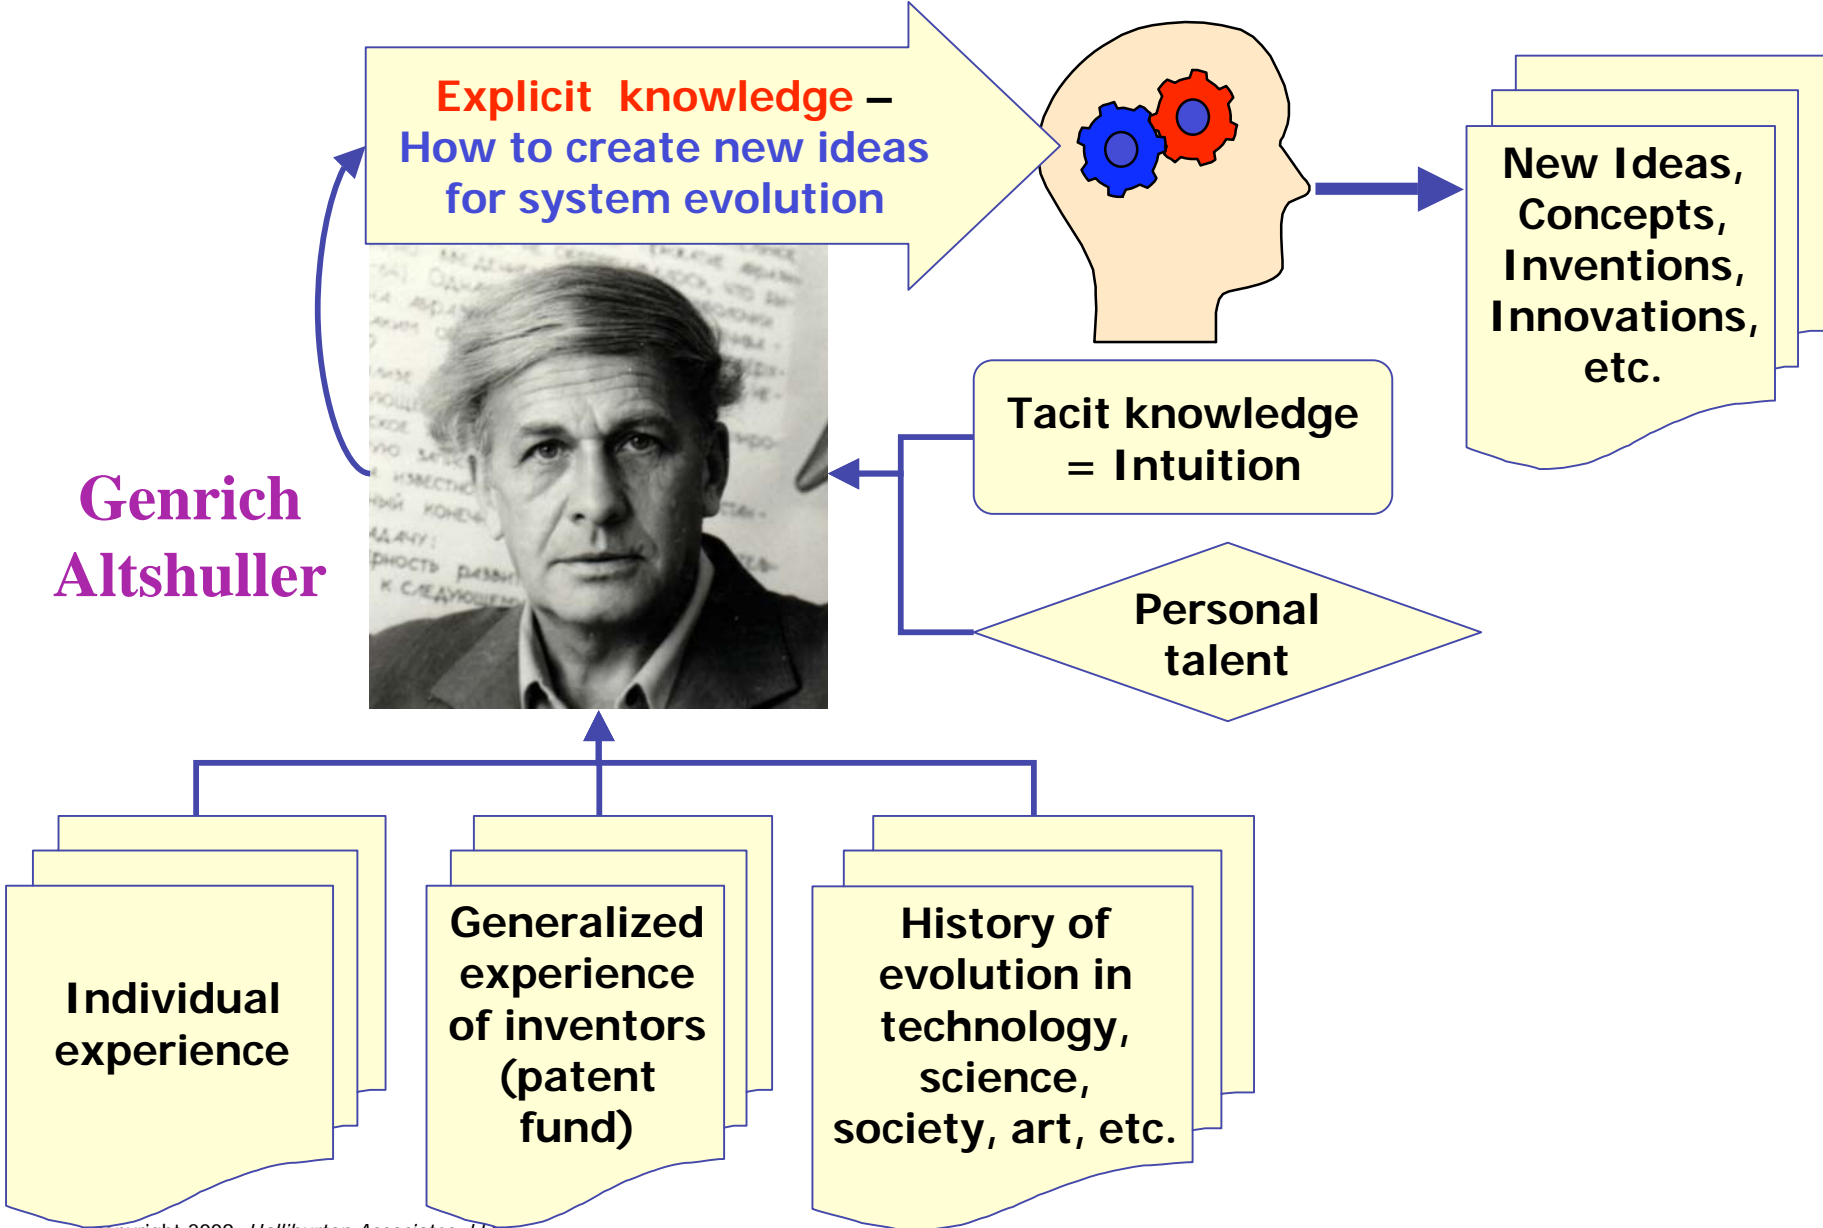 Explicit knowledge –
How to create new ideas
for system evolution
New Ideas,
Concepts,
Inventions,
Innovations,
etc.
Tacit knowledge
= Intuition
Genrich
Altshuller
Personal
talent
Individual
experience
Generalized
experience
of inventors
(patent
fund)
History of
evolution in
technology,
science,
society, art, etc.